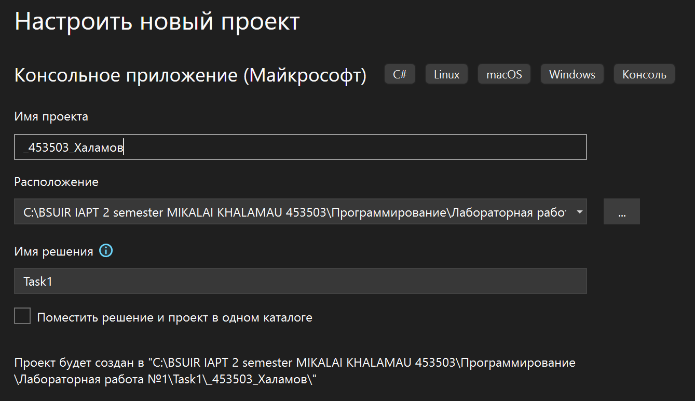 Настроить новый проект
Консольное приложение (Майкрософт) C# Linux macOS Windows Консоль
Имя проекта
_453503_Халамов
Расположение
C:\BSUIR IAPT 2 semester MIKALAI KHALAMAU 453503\Программирование\Лабораторная рабо ...
Имя решения
Task1
Поместить решение и проект в одном каталоге
Проект будет создан в "C:\BSUIR IAPT 2 semester MIKALAI KHALAMAU 453503\Программирование
\Лабораторная работа №1\Task1\_453503_Халамов\"